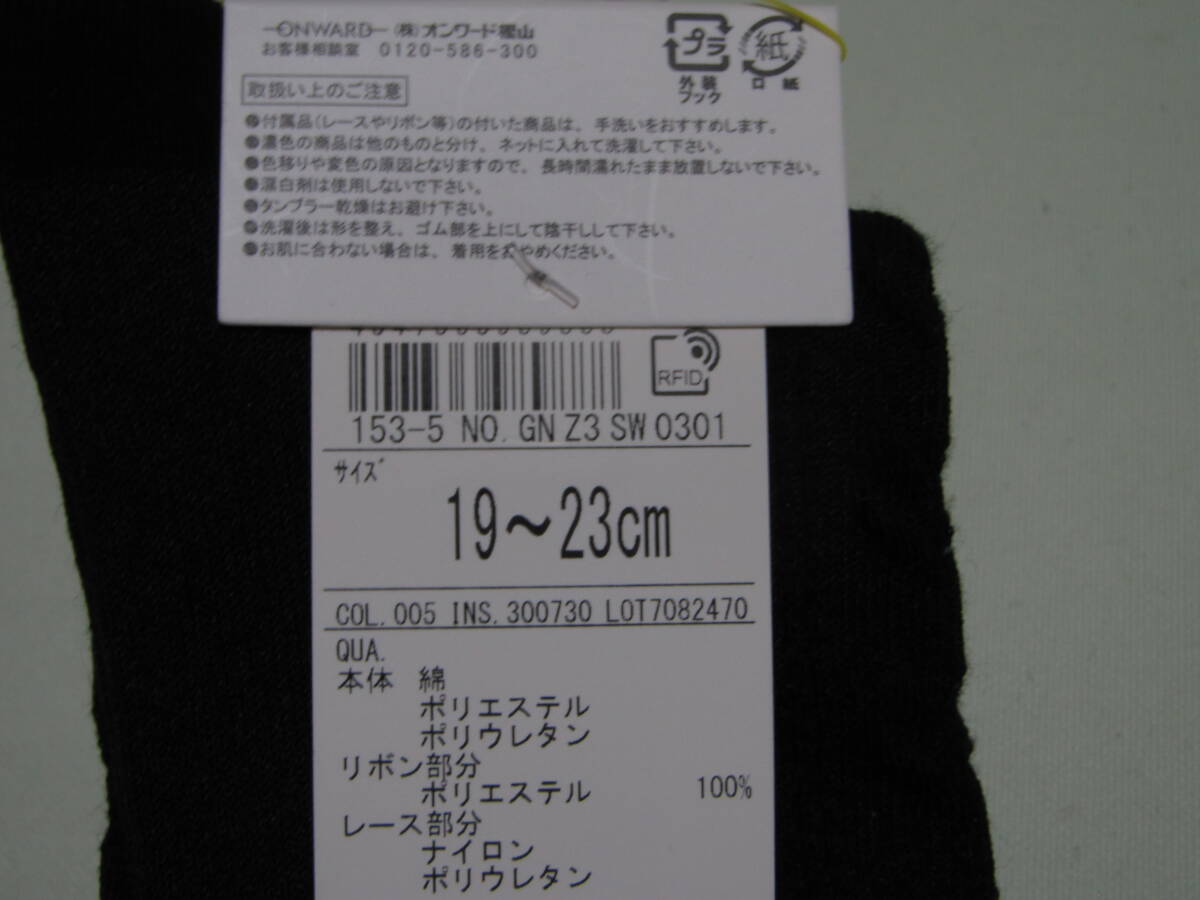 ONWARD (株)オンワード樫山
お客様相談室 0120-586-300
プラ
外装
フック
紙
口紙
取扱い上のご注意
●付属品(レースやリボン等)の付いた商品は、手洗いをおすすめします。
●濃色の商品は他のものと分け、ネットに入れて洗濯して下さい。
●色移りや変色の原因となりますので、長時間濡れたまま放置しないで下さい。
●漂白剤は使用しないで下さい。
●タンブラー乾燥はお避け下さい。
●洗濯後は形を整え、ゴム部を上にして陰干しして下さい。
●お肌に合わない場合は、着用をおやめください。
RFID
153-5 NO. GN Z3 SW 0301
サイズ
19~23cm
COL. 005 INS. 300730 LOT7082470
QUA.
本体 綿
ポリエステル
ポリウレタン
リボン部分
ポリエステル 100%
レース部分
ナイロン
ポリウレタン